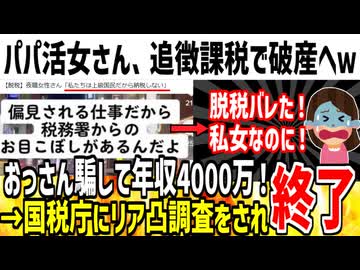 パパ活女さん、追徴課税で破産へw
【脱税】夜職女性さん「私たちは上級国民だから納税しない」
偏見される仕事だから
税務署からの
お目こぼしがあるんだよ
脱税バレた！
私女なのに！
おっさん騙して年収4000万！
→国税庁にリアル凸調査をされ
終了